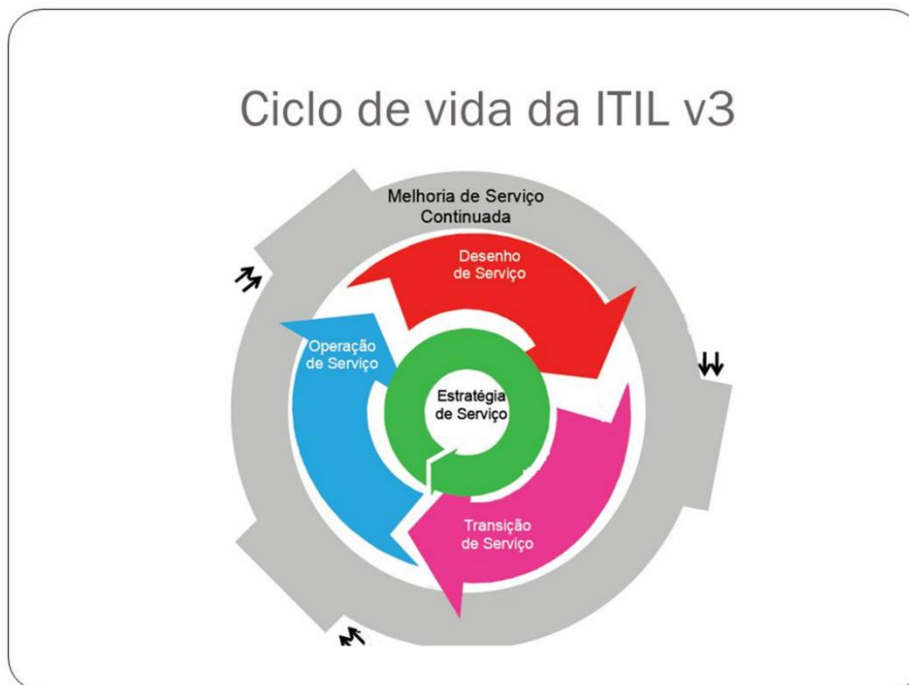 Ciclo de vida da ITIL v3
Melhoria de Serviço
Continuada
Desenho
de Serviço
Operação
de Serviço
Estratégia
de Serviço
Transição
de Serviço